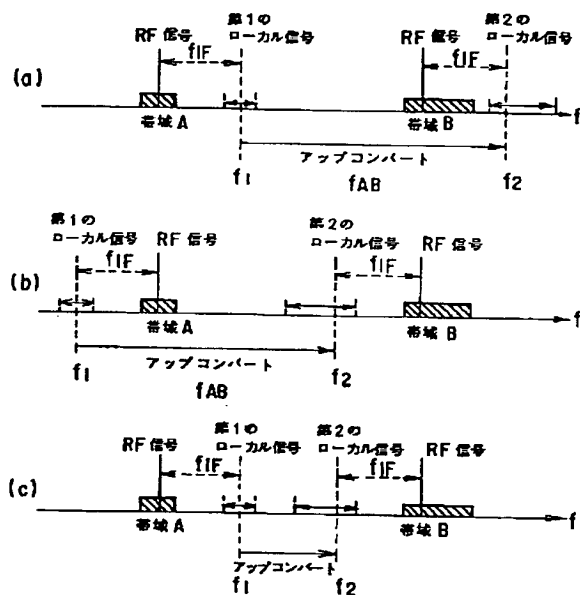 第1の
ローカル信号
第2の
ローカル信号
RF 信号
fIF
RF 信号
fIF
(a)
帯域 A
帯域 B
f
アップコンバート
f1
fAB
f2
第1の
ローカル信号
RF 信号
fIF
第2の
ローカル信号
RF 信号
fIF
(b)
帯域 A
帯域 B
f
アップコンバート
f1
fAB
f2
第1の
ローカル信号
第2の
ローカル信号
RF 信号
fIF
RF 信号
fIF
(c)
帯域 A
帯域 B
f
アップコンバート
f1
f2